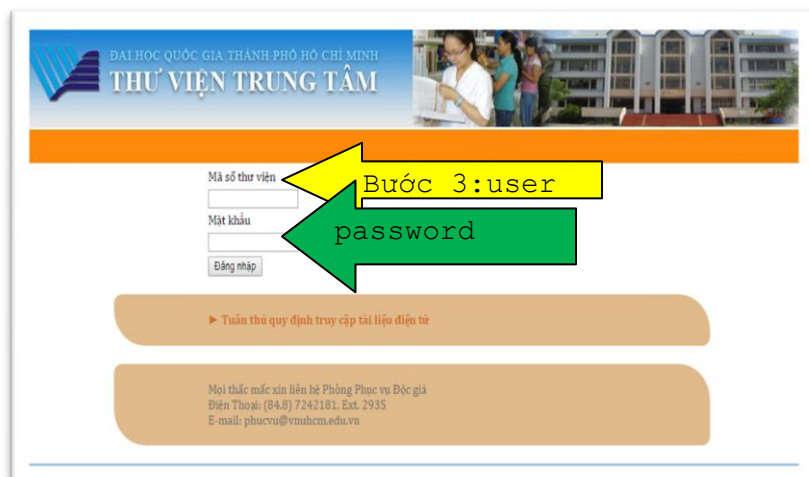 ĐẠI HỌC QUỐC GIA THÀNH PHỐ HỒ CHÍ MINH
THƯ VIỆN TRUNG TÂM
Mã số thư viện
Bước 3:user
Mật khẩu
password
Đăng nhập
► Tuân thủ quy định truy cập tài liệu điện tử
Mọi thắc mắc xin liên hệ Phòng Phục vụ Độc giả
Điện Thoại: (84.8) 7242181. Ext. 2935
E-mail: phucvu@vnuhcm.edu.vn